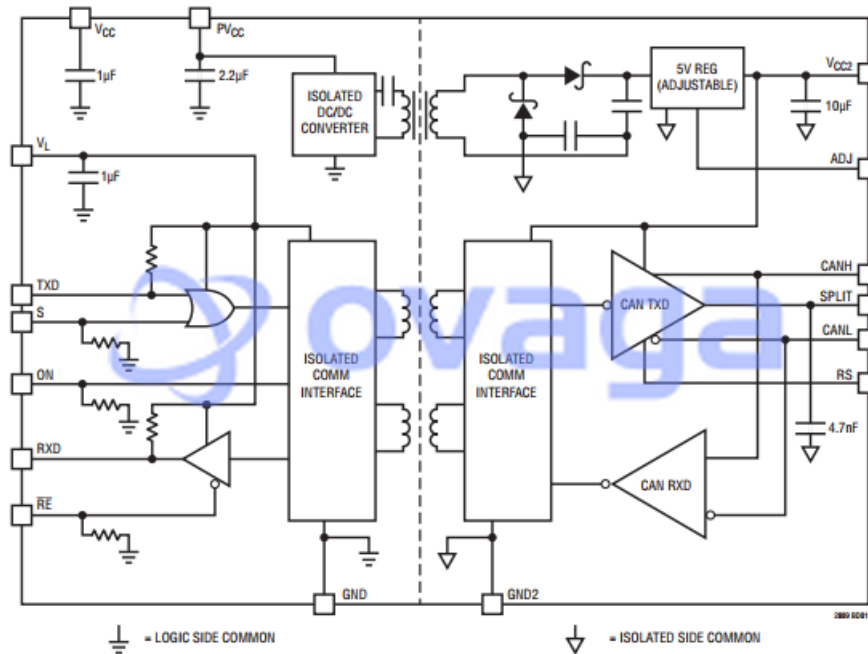 VCC
PVCC
1µF
2.2µF
ISOLATED
DC/DC
CONVERTER
5V REG
(ADJUSTABLE)
VCC2
10µF
ADJ
VL
1µF
TXD
S
ON
RXD
RE
ISOLATED
COMM
INTERFACE
ISOLATED
COMM
INTERFACE
CAN TXD
CANH
SPLIT
CANL
RS
4.7nF
CAN RXD
ovaga
GND
GND2
= LOGIC SIDE COMMON
= ISOLATED SIDE COMMON